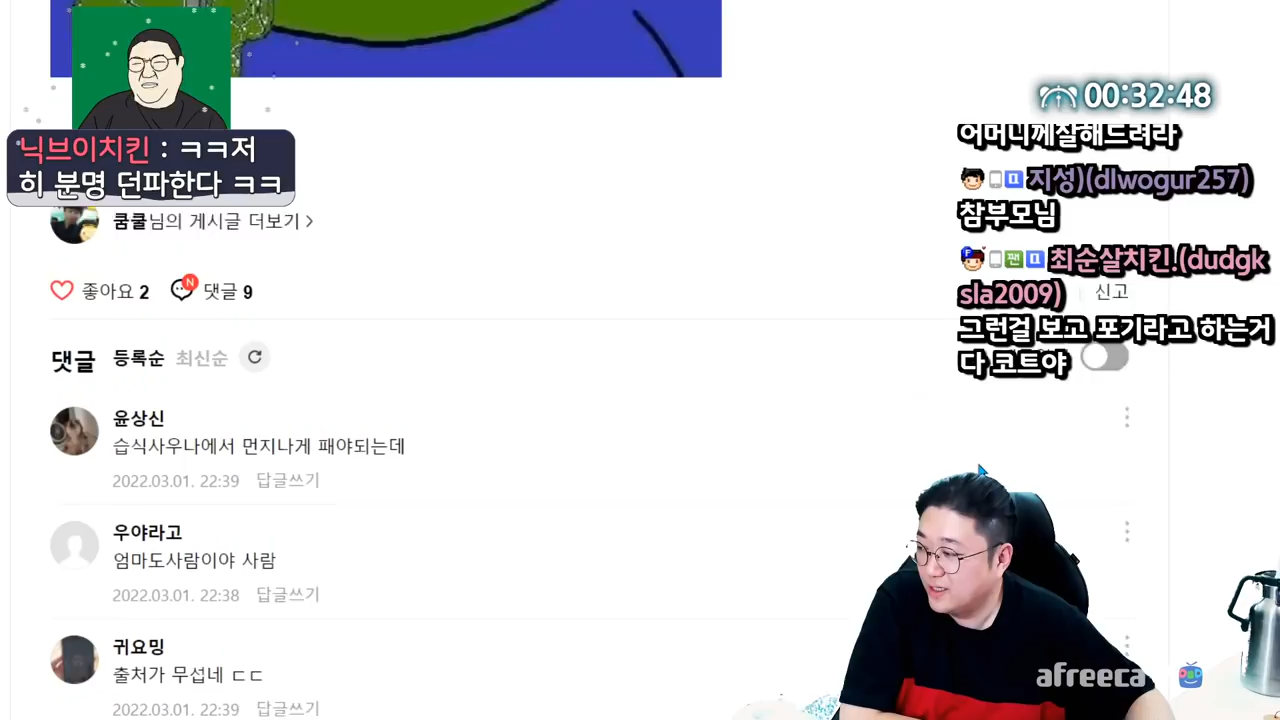 닉브이치킨 : ㅋㅋ저
히 분명 던파한다 ㅋㅋ
쿰쿨님의 게시글 더보기 >
좋아요 2 N 댓글 9
신고
댓글 등록순 최신순
윤상신
습식사우나에서 먼지나게 패야되는데
2022.03.01. 22:39 답글쓰기
우야라고
엄마도사람이야 사람
2022.03.01. 22:38 답글쓰기
귀요밍
출처가 무섭네 ㄷㄷ
2022.03.01. 22:39 답글쓰기
00:32:48
어머니께잘해드려라
지성)(dlwogur257)
참부모님
F 팬 최순살치킨.(dudgk
sla2009)
그런걸 보고 포기라고 하는거
다 코트야
afreeca